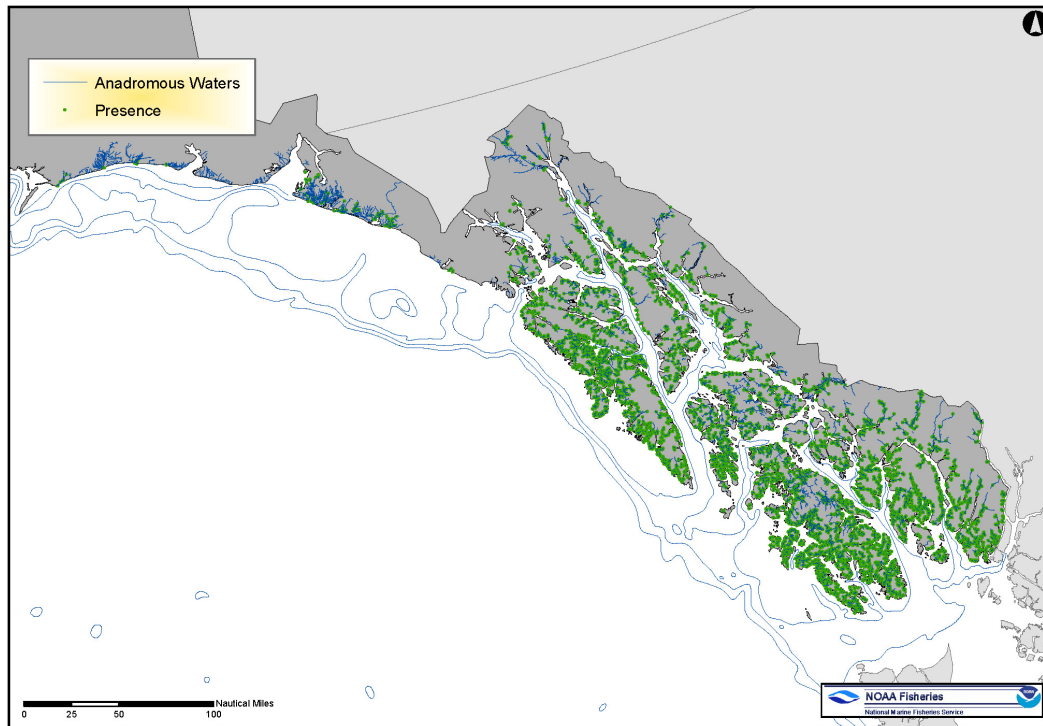 Anadromous Waters
Presence
Nautical Miles
0 25 50 100
NOAA Fisheries
National Marine Fisheries Service